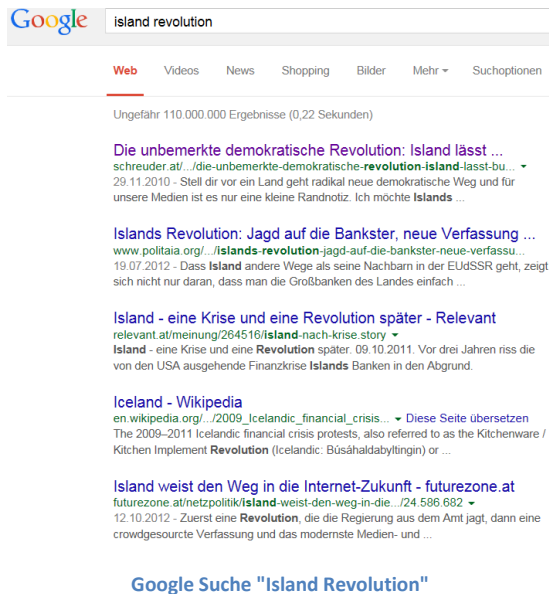 Google island revolution
Web Videos News Shopping Bilder Mehr Suchoptionen
Ungefähr 110.000.000 Ergebnisse (0,22 Sekunden)
Die unbemerkte demokratische Revolution: Island lässt ...
schreuder.at/.../die-unbemerkte-demokratische-revolution-island-lasst-bu...
29.11.2010 - Stell dir vor ein Land geht radikal neue demokratische Weg und für
unsere Medien ist es nur eine kleine Randnotiz. Ich möchte Islands ...
Islands Revolution: Jagd auf die Bankster, neue Verfassung ...
www.politaia.org/.../islands-revolution-jagd-auf-die-bankster-neue-verfassu...
19.07.2012 - Dass Island andere Wege als seine Nachbarn in der EUdSSR geht, zeigt
sich nicht nur daran, dass man die Großbanken des Landes einfach ...
Island - eine Krise und eine Revolution später - Relevant
relevant.at/meinung/264516/island-nach-krise.story
Island - eine Krise und eine Revolution später. 09.10.2011. Vor drei Jahren riss die
von den USA ausgehende Finanzkrise Islands Banken in den Abgrund.
Iceland - Wikipedia
en.wikipedia.org/.../2009_Icelandic_financial_crisis... Diese Seite übersetzen
The 2009–2011 Icelandic financial crisis protests, also referred to as the Kitchenware /
Kitchen Implement Revolution (Icelandic: Búsáhaldabyltingin) or ...
Island weist den Weg in die Internet-Zukunft - futurezone.at
futurezone.at/netzpolitik/island-weist-den-weg-in-die.../24.586.682
12.10.2012 - Zuerst eine Revolution, die die Regierung aus dem Amt jagt, dann eine
crowdgesourcte Verfassung und das modernste Medien- und ...
Google Suche "Island Revolution"